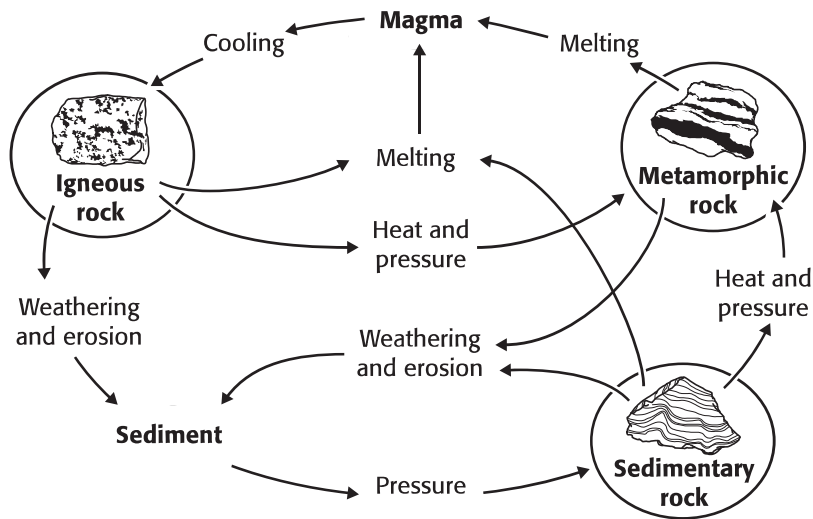 Magma
Cooling
Melting
Igneous
rock
Melting
Metamorphic
rock
Heat and
pressure
Heat and
pressure
Weathering
and erosion
Weathering
and erosion
Sediment
Sedimentary
rock
Pressure